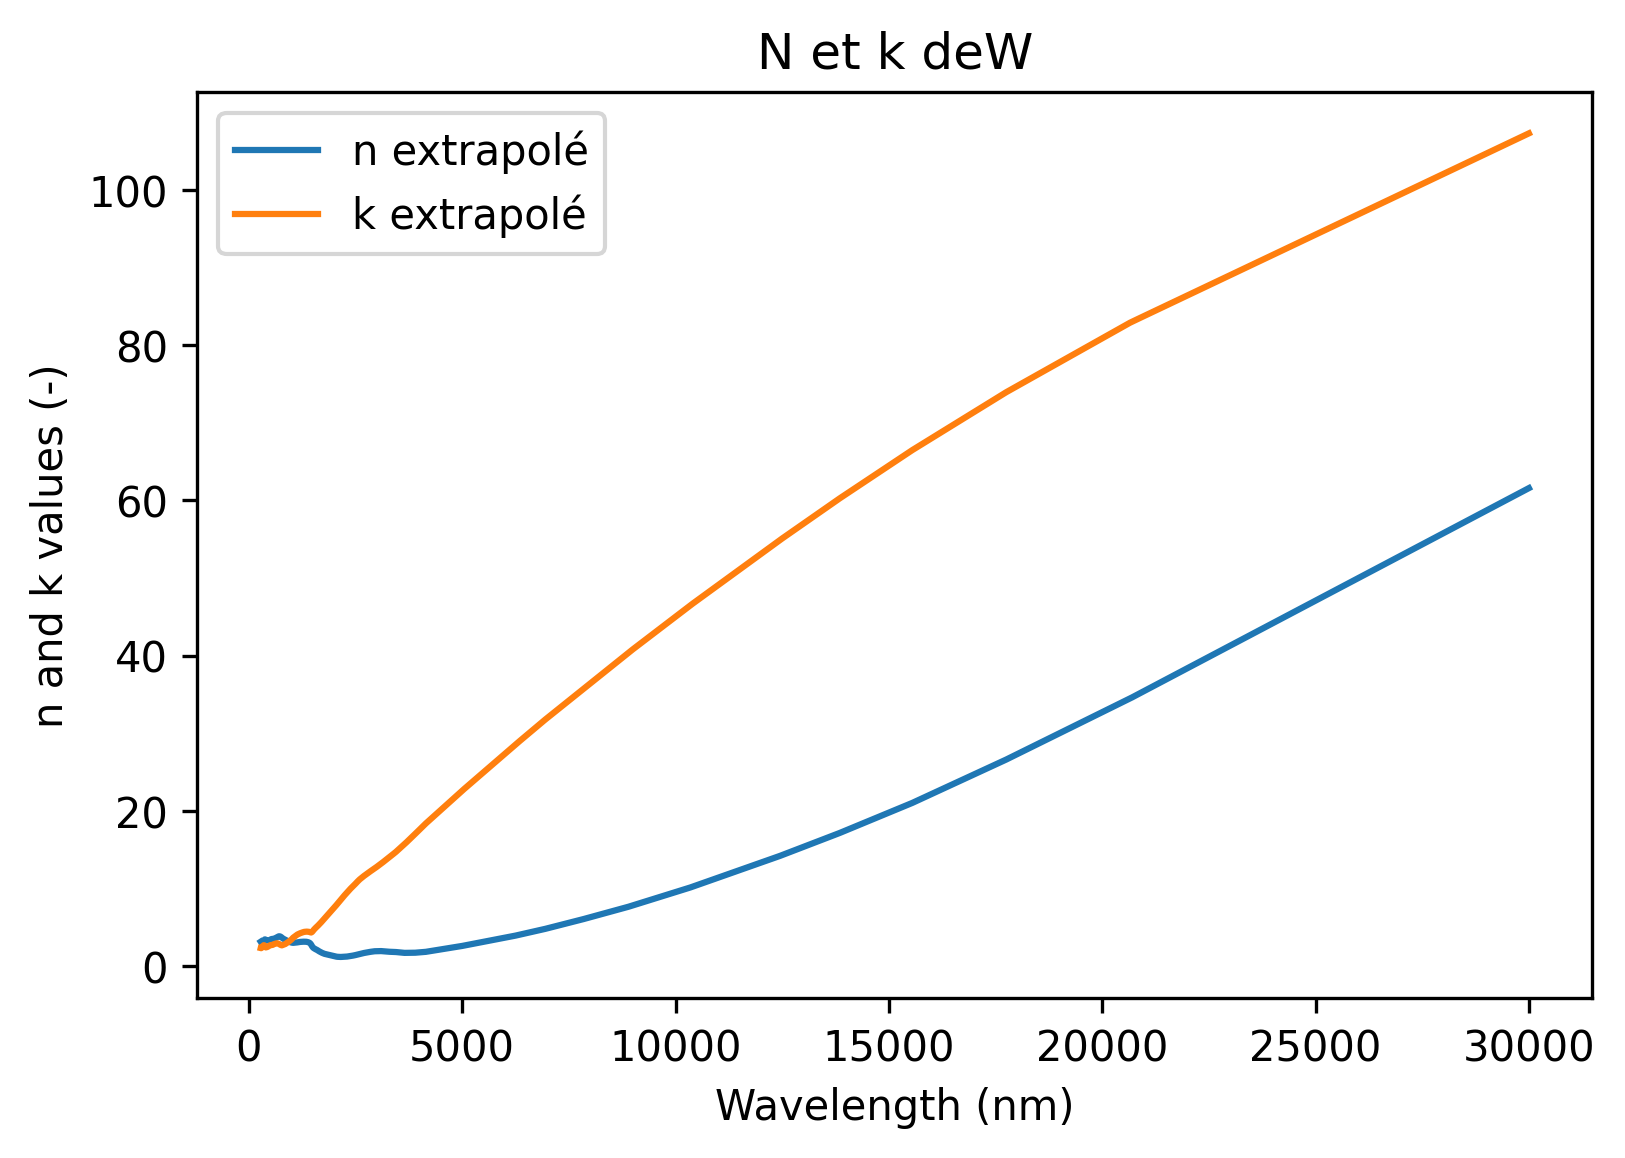 N et k deW
n extrapolé
k extrapolé
100
80
60
40
20
0
n and k values (-)
0 5000 10000 15000 20000 25000 30000
Wavelength (nm)